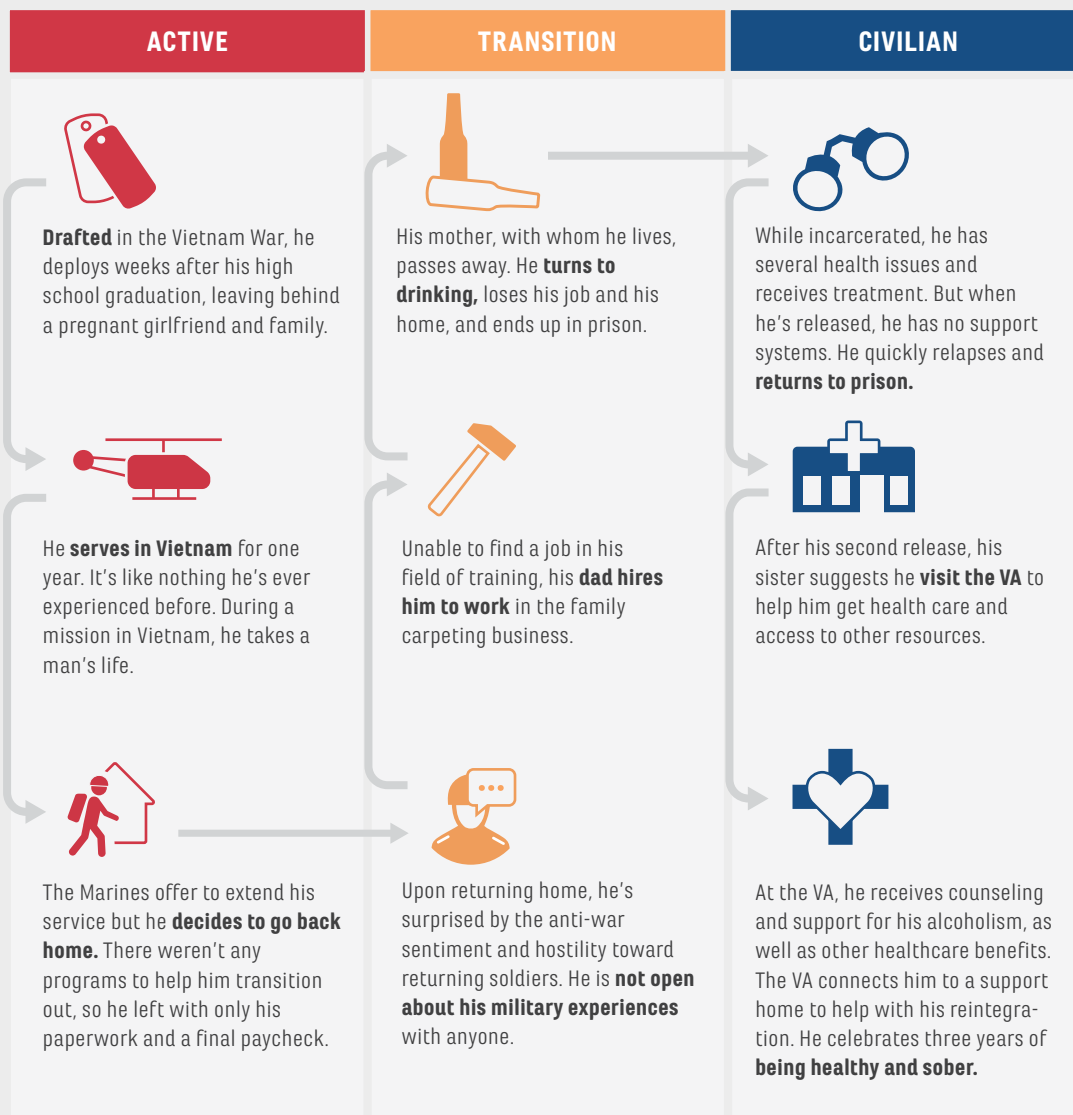 ACTIVE
TRANSITION
CIVILIAN
Drafted in the Vietnam War, he
deploys weeks after his high
school graduation, leaving behind
a pregnant girlfriend and family.
He serves in Vietnam for one
year. It's like nothing he's ever
experienced before. During a
mission in Vietnam, he takes a
man's life.
The Marines offer to extend his
service but he decides to go back
home. There weren't any
programs to help him transition
out, so he left with only his
paperwork and a final paycheck.
Upon returning home, he's
surprised by the anti-war
sentiment and hostility toward
returning soldiers. He is not open
about his military experiences
with anyone.
Unable to find a job in his
field of training, his dad hires
him to work in the family
carpeting business.
His mother, with whom he lives,
passes away. He turns to
drinking, loses his job and his
home, and ends up in prison.
While incarcerated, he has
several health issues and
receives treatment. But when
he's released, he has no support
systems. He quickly relapses and
returns to prison.
After his second release, his
sister suggests he visit the VA to
help him get health care and
access to other resources.
At the VA, he receives counseling
and support for his alcoholism, as
well as other healthcare benefits.
The VA connects him to a support
home to help with his reintegra-
tion. He celebrates three years of
being healthy and sober.